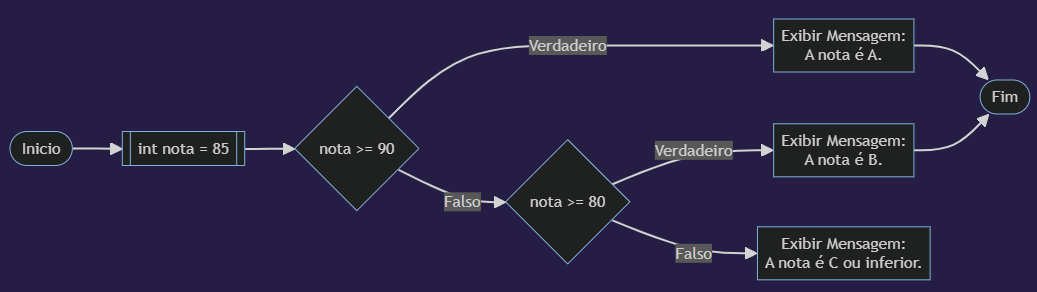 Inicio
int nota = 85
nota >= 90
Verdadeiro
Exibir Mensagem:
A nota é A.
Falso
nota >= 80
Verdadeiro
Exibir Mensagem:
A nota é B.
Falso
Exibir Mensagem:
A nota é C ou inferior.
Fim